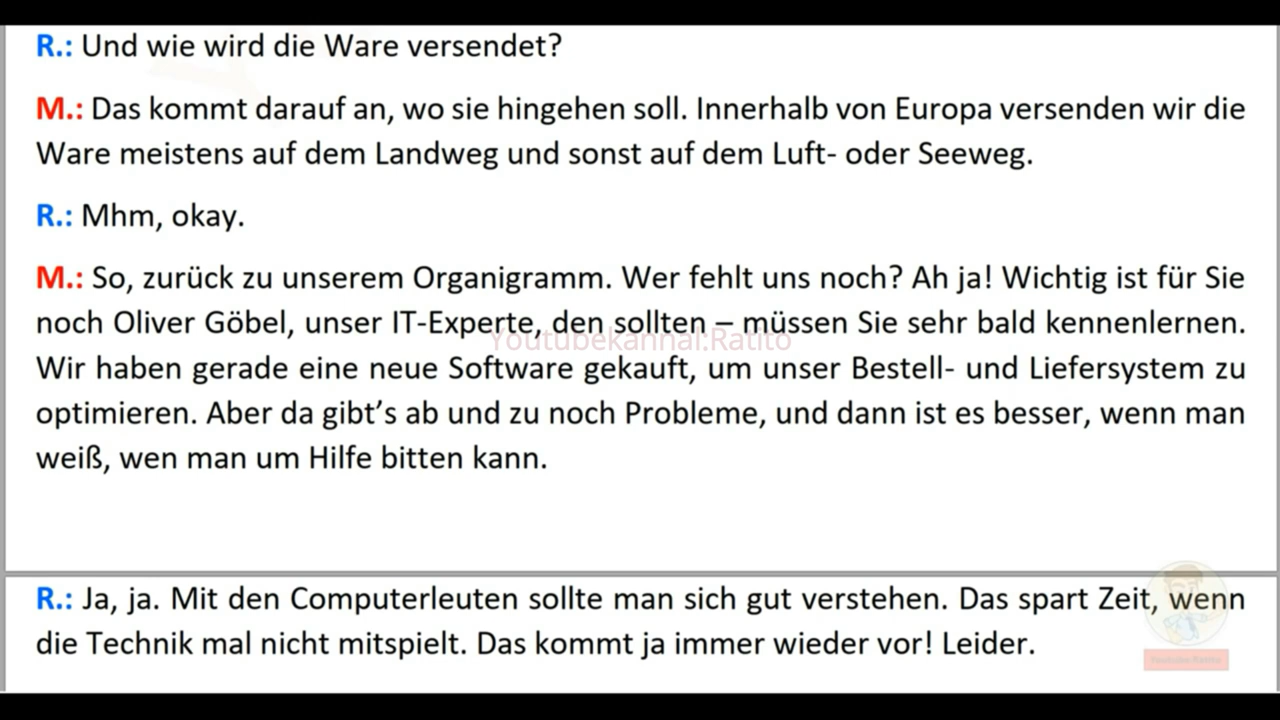 R.: Und wie wird die Ware versendet?
M.: Das kommt darauf an, wo sie hingehen soll. Innerhalb von Europa versenden wir die
Ware meistens auf dem Landweg und sonst auf dem Luft- oder Seeweg.
R.: Mhm, okay.
M.: So, zurück zu unserem Organigramm. Wer fehlt uns noch? Ah ja! Wichtig ist für Sie
noch Oliver Göbel, unser IT-Experte, den sollten – müssen Sie sehr bald kennenlernen.
Youtubekannal:Ratito
Wir haben gerade eine neue Software gekauft, um unser Bestell- und Liefersystem zu
optimieren. Aber da gibt’s ab und zu noch Probleme, und dann ist es besser, wenn man
weiß, wen man um Hilfe bitten kann.
R.: Ja, ja. Mit den Computerleuten sollte man sich gut verstehen. Das spart Zeit, wenn
die Technik mal nicht mitspielt. Das kommt ja immer wieder vor! Leider.
Youtube:Ratito